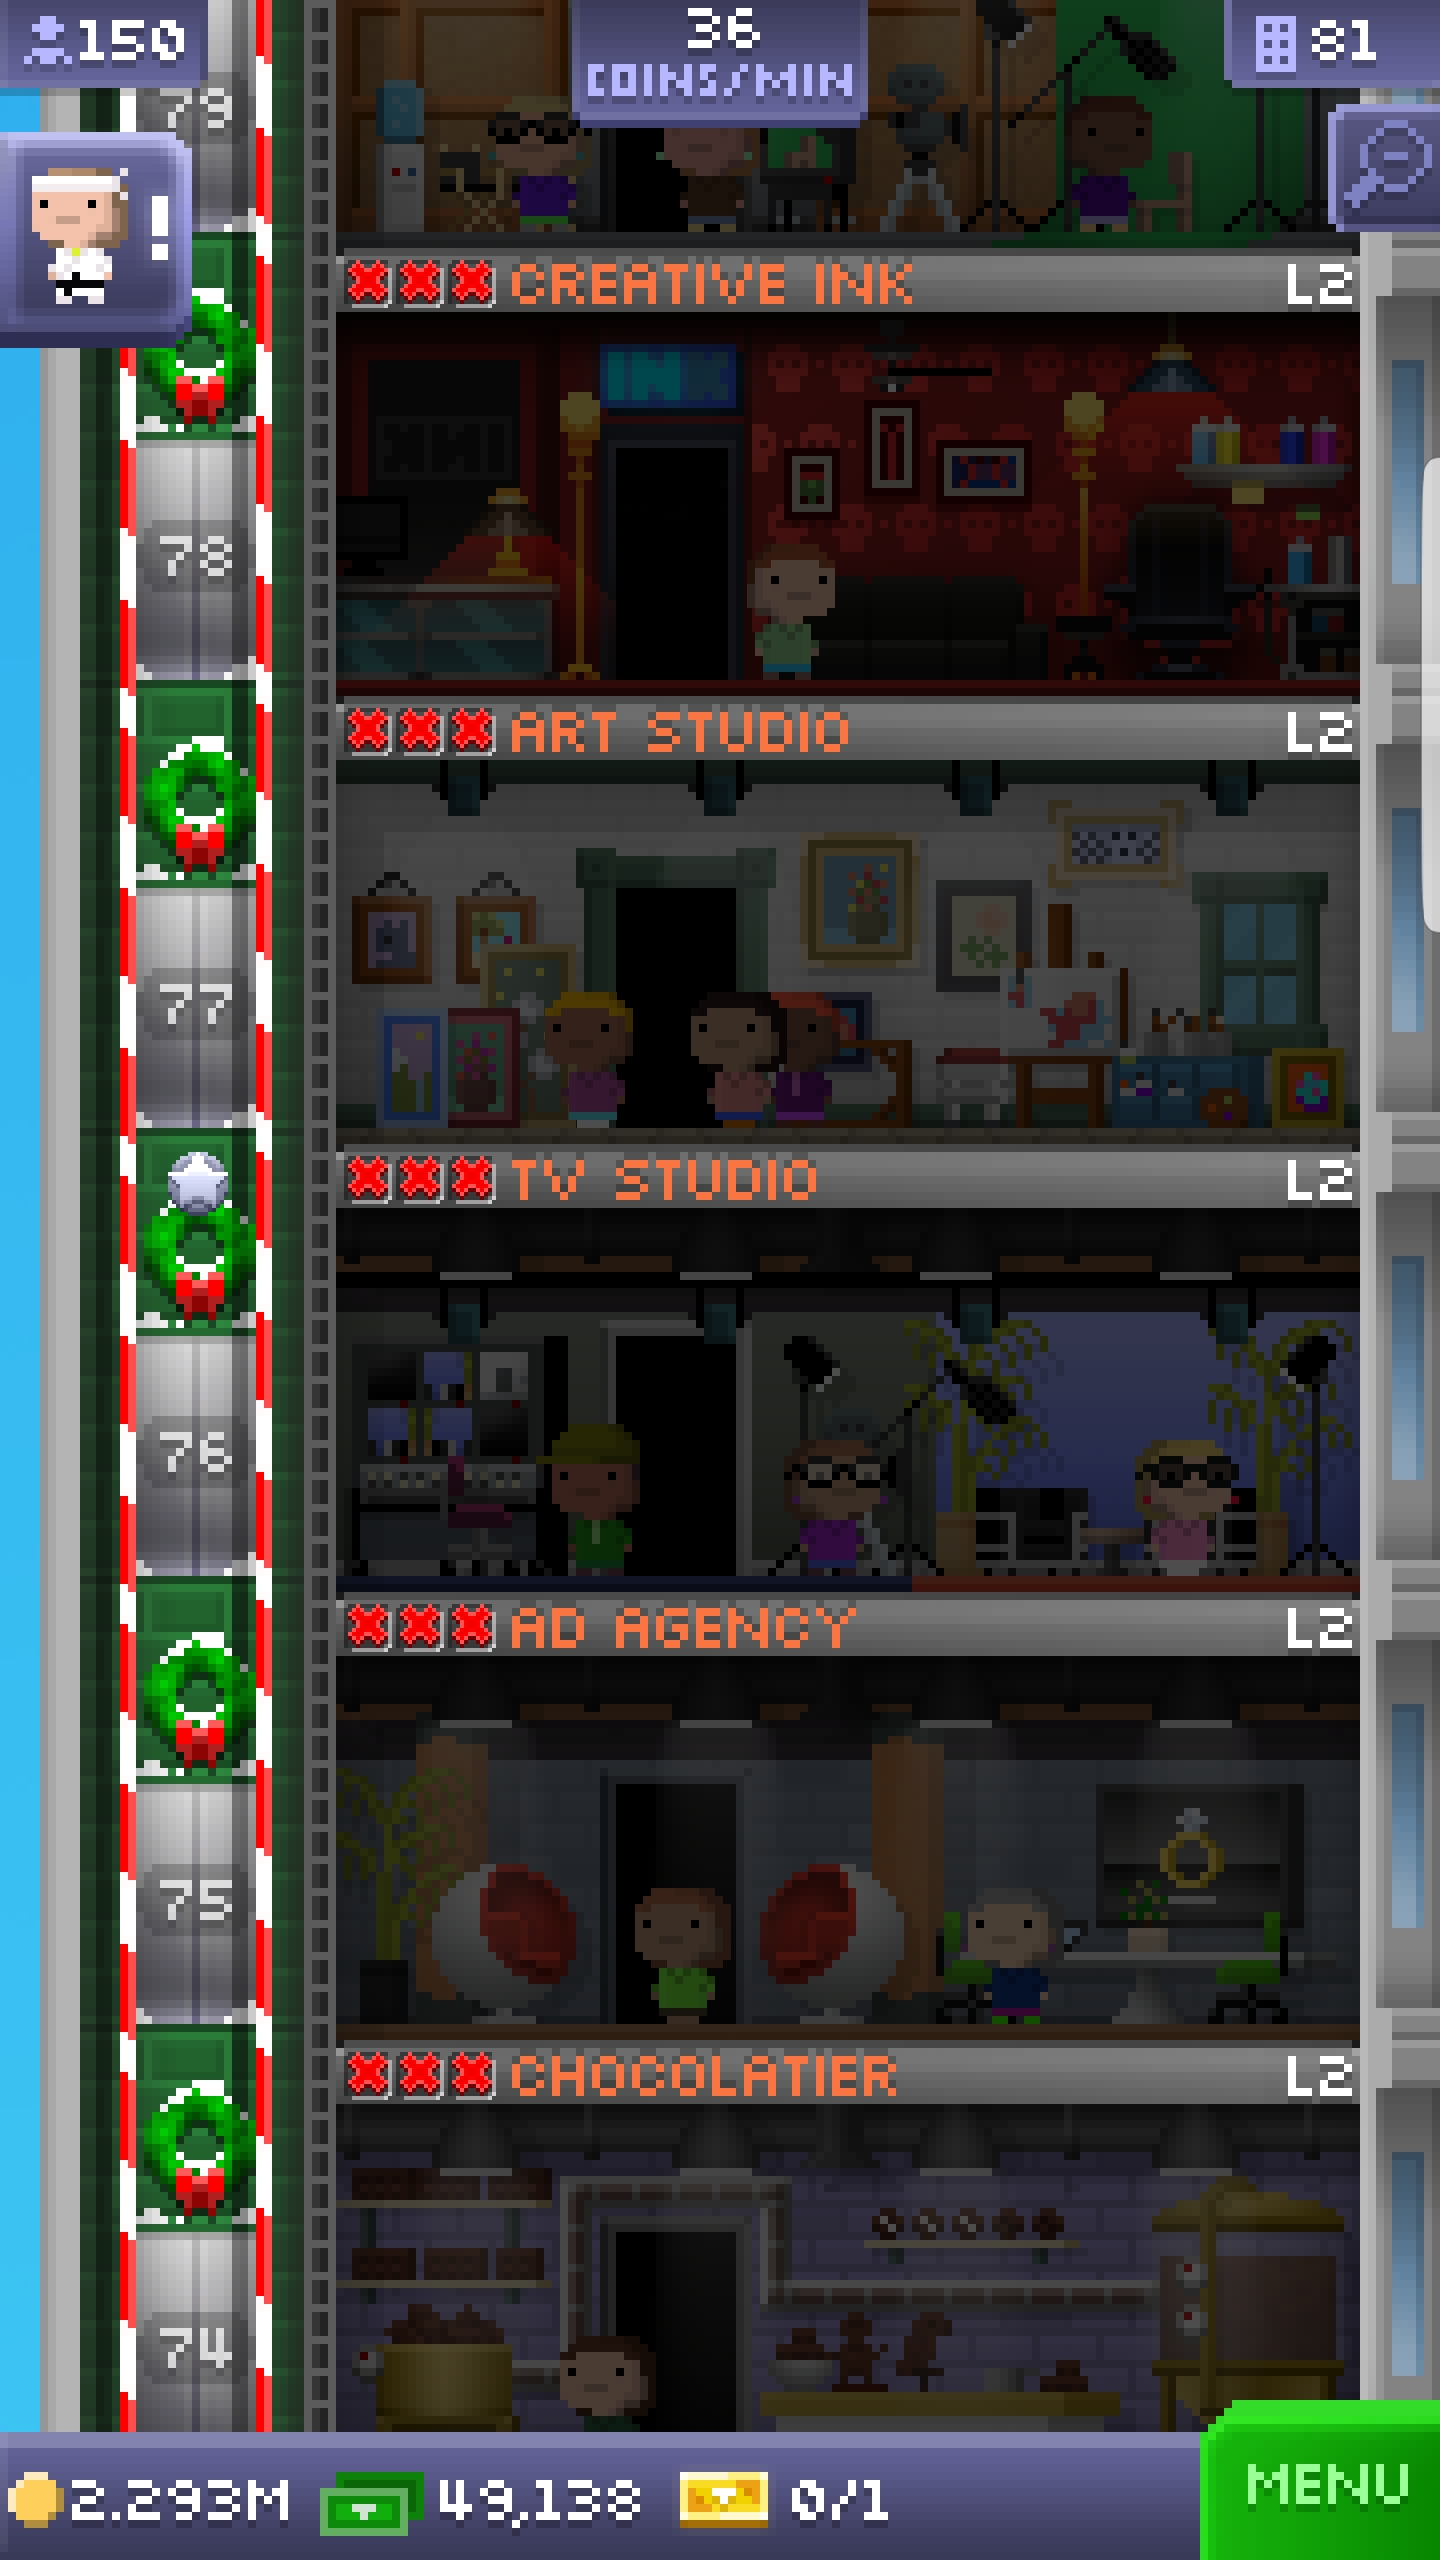 150
36
COINS/MIN
81
79
!
CREATIVE INK L2
INK
78
ART STUDIO L2
77
TV STUDIO L2
76
AD AGENCY L2
75
CHOCOLATIER L2
74
2.293M 49,138 0/1
MENU